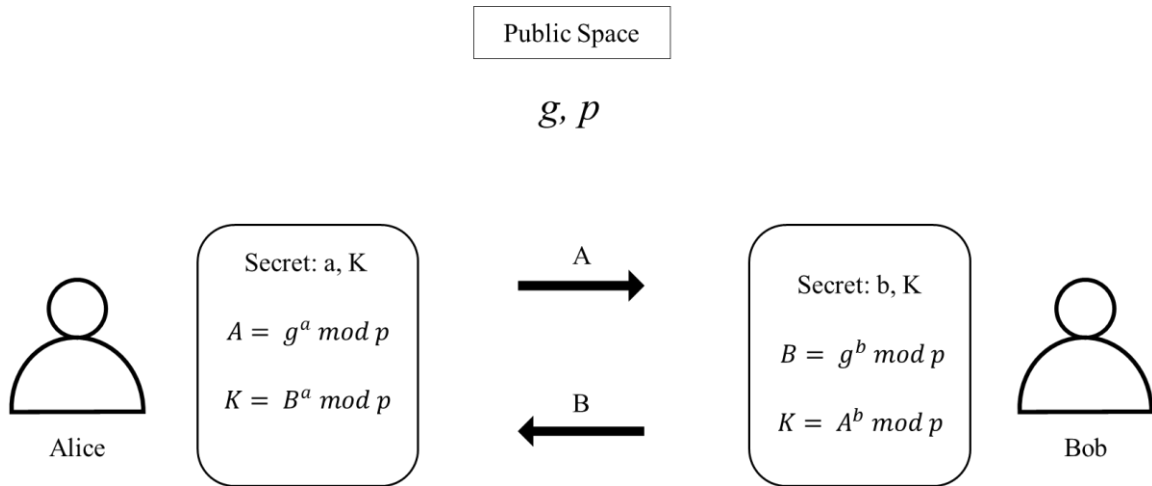 Public Space
g, p
Secret: a, K
A = g^a mod p
K = B^a mod p
Alice
A
B
Secret: b, K
B = g^b mod p
K = A^b mod p
Bob